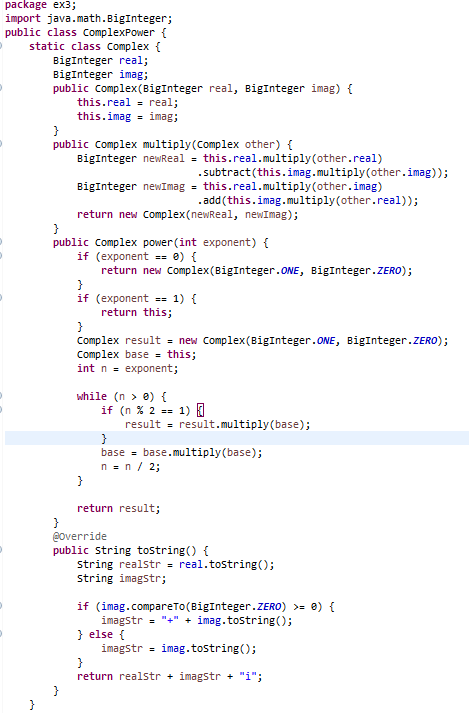 package ex3;
import java.math.BigInteger;
public class ComplexPower {
    static class Complex {
        BigInteger real;
        BigInteger imag;
        public Complex(BigInteger real, BigInteger imag) {
            this.real = real;
            this.imag = imag;
        }
        public Complex multiply(Complex other) {
            BigInteger newReal = this.real.multiply(other.real)
                                .subtract(this.imag.multiply(other.imag));
            BigInteger newImag = this.real.multiply(other.imag)
                                .add(this.imag.multiply(other.real));
            return new Complex(newReal, newImag);
        }
        public Complex power(int exponent) {
            if (exponent == 0) {
                return new Complex(BigInteger.ONE, BigInteger.ZERO);
            }
            if (exponent == 1) {
                return this;
            }
            Complex result = new Complex(BigInteger.ONE, BigInteger.ZERO);
            Complex base = this;
            int n = exponent;

            while (n > 0) {
                if (n % 2 == 1) {
                    result = result.multiply(base);
                }
                base = base.multiply(base);
                n = n / 2;
            }

            return result;
        }
        @Override
        public String toString() {
            String realStr = real.toString();
            String imagStr;

            if (imag.compareTo(BigInteger.ZERO) >= 0) {
                imagStr = "+" + imag.toString();
            } else {
                imagStr = imag.toString();
            }
            return realStr + imagStr + "i";
        }
    }